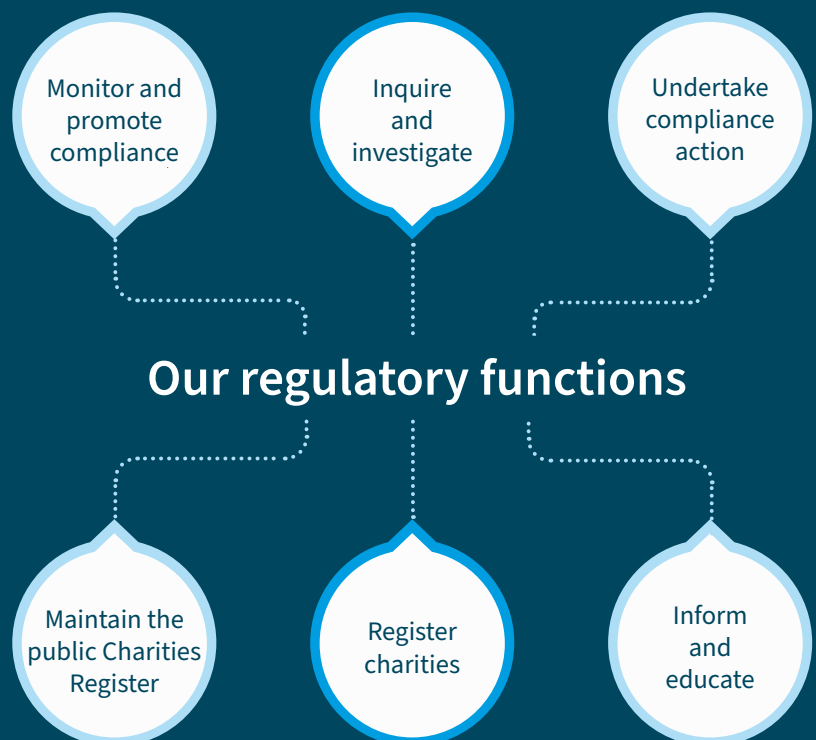 Monitor and
promote
compliance
Inquire
and
investigate
Undertake
compliance
action
Our regulatory functions
Maintain the
public Charities
Register
Register
charities
Inform
and
educate